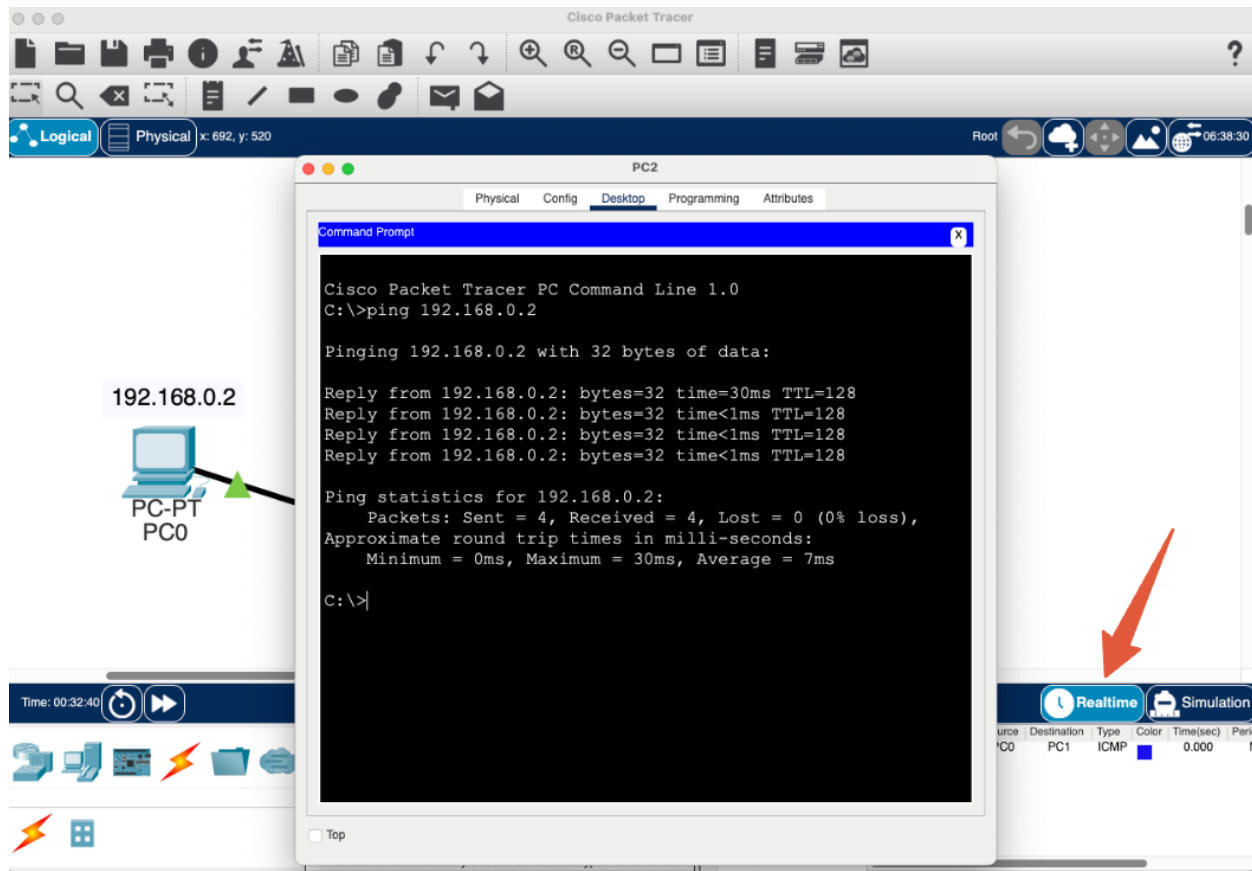 Cisco Packet Tracer
Logical Physical x: 692, y: 520 Root 06:38:30
PC2
Physical Config Desktop Programming Attributes
Command Prompt X
Cisco Packet Tracer PC Command Line 1.0
C:\>ping 192.168.0.2
Pinging 192.168.0.2 with 32 bytes of data:
Reply from 192.168.0.2: bytes=32 time=30ms TTL=128
Reply from 192.168.0.2: bytes=32 time<1ms TTL=128
Reply from 192.168.0.2: bytes=32 time<1ms TTL=128
Reply from 192.168.0.2: bytes=32 time<1ms TTL=128
Ping statistics for 192.168.0.2:
Packets: Sent = 4, Received = 4, Lost = 0 (0% loss),
Approximate round trip times in milli-seconds:
Minimum = 0ms, Maximum = 30ms, Average = 7ms
C:\>
192.168.0.2
PC-PT
PC0
Time: 00:32:40
Realtime Simulation
Destination Type Color Time(sec)
PC1 ICMP 0.000
Top